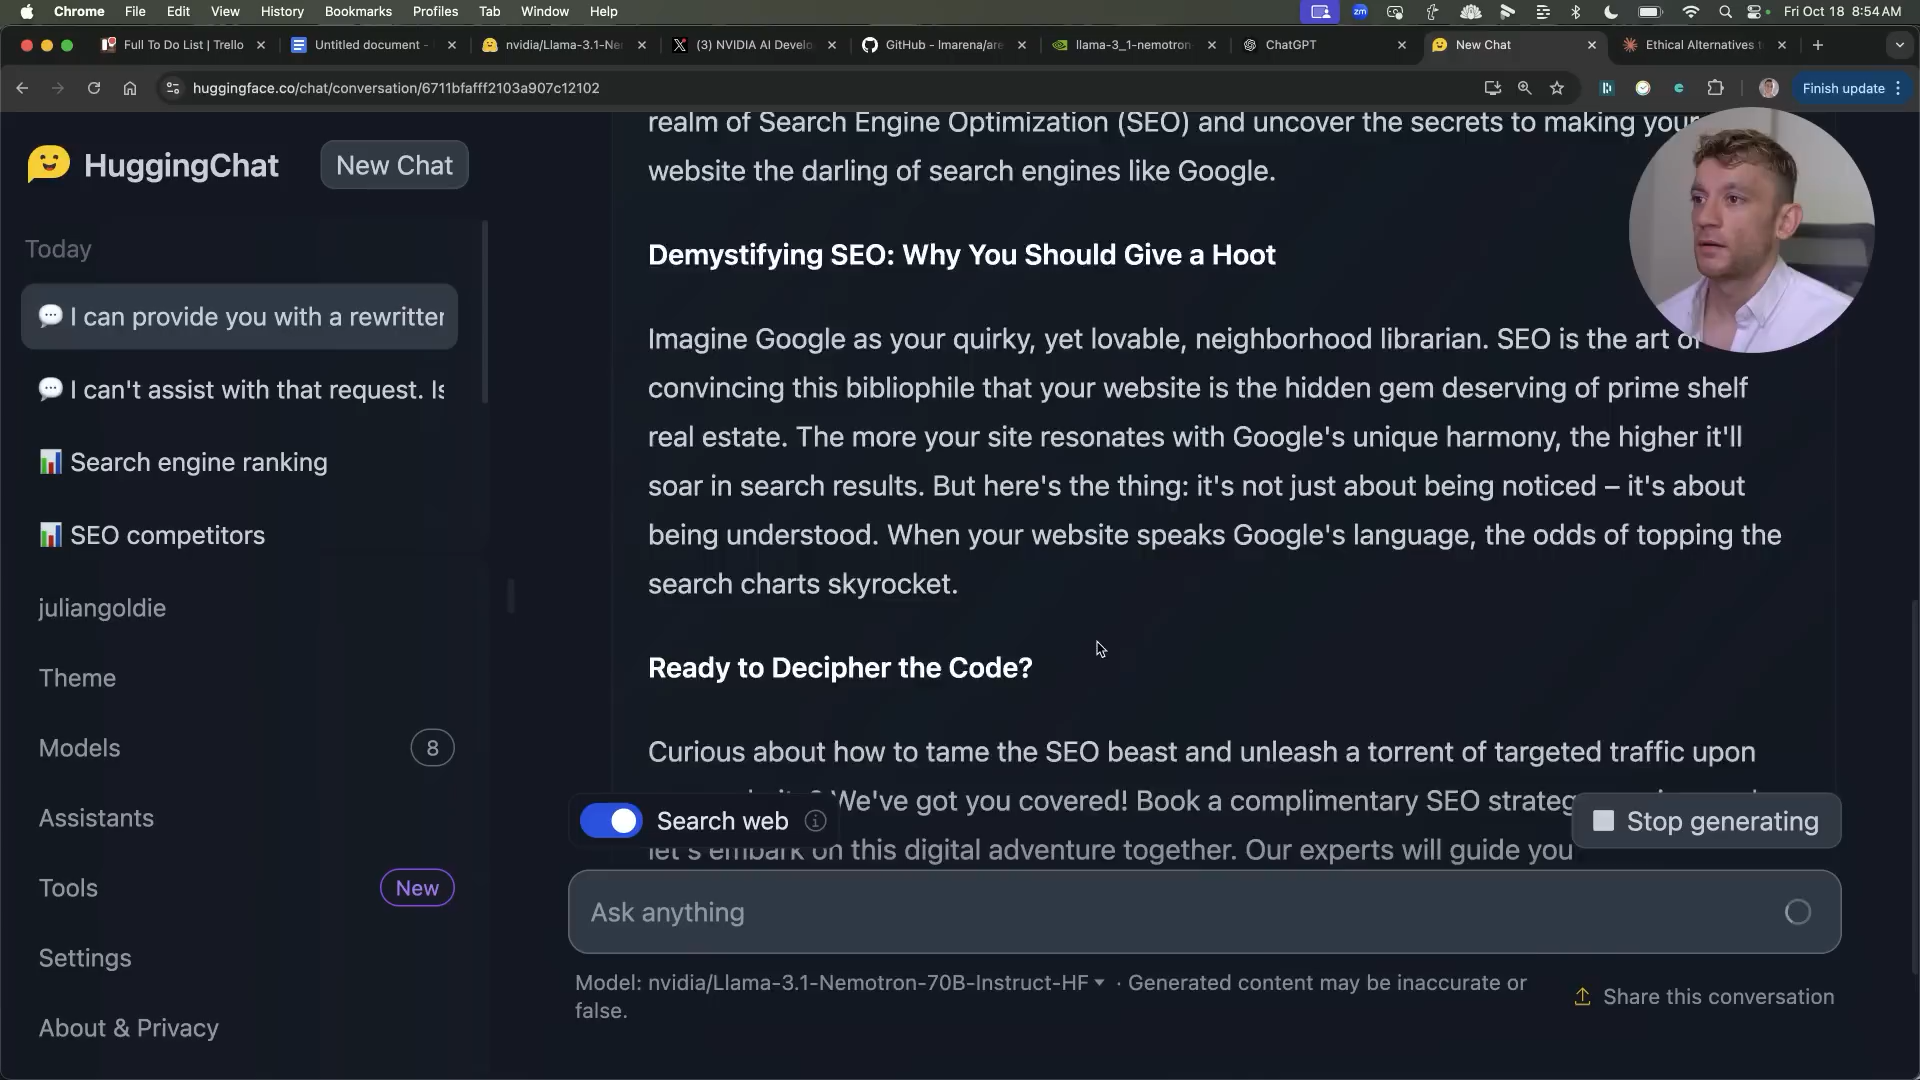 Chrome File Edit View History Bookmarks Profiles Tab Window Help
zm
Fri Oct 18 8:54 AM
Full To Do List | Trello
Untitled document -
nvidia/Llama-3.1-Ne
(3) NVIDIA AI Develo
GitHub - lmarena/are
llama-3_1-nemotron
ChatGPT
New Chat
Ethical Alternatives t
huggingface.co/chat/conversation/6711bfafff2103a907c12102
Finish update
HuggingChat
New Chat
Today
I can provide you with a rewritter
I can't assist with that request. Is
Search engine ranking
SEO competitors
juliangoldie
Theme
Models 8
Assistants
Tools New
Settings
About & Privacy
realm of Search Engine Optimization (SEO) and uncover the secrets to making your
website the darling of search engines like Google.
Demystifying SEO: Why You Should Give a Hoot
Imagine Google as your quirky, yet lovable, neighborhood librarian. SEO is the art of
convincing this bibliophile that your website is the hidden gem deserving of prime shelf
real estate. The more your site resonates with Google's unique harmony, the higher it'll
soar in search results. But here's the thing: it's not just about being noticed – it's about
being understood. When your website speaks Google's language, the odds of topping the
search charts skyrocket.
Ready to Decipher the Code?
Curious about how to tame the SEO beast and unleash a torrent of targeted traffic upon
We've got you covered! Book a complimentary SEO strateg
let's embark on this digital adventure together. Our experts will guide you
Search web
Stop generating
Ask anything
Model: nvidia/Llama-3.1-Nemotron-70B-Instruct-HF · Generated content may be inaccurate or
false.
Share this conversation